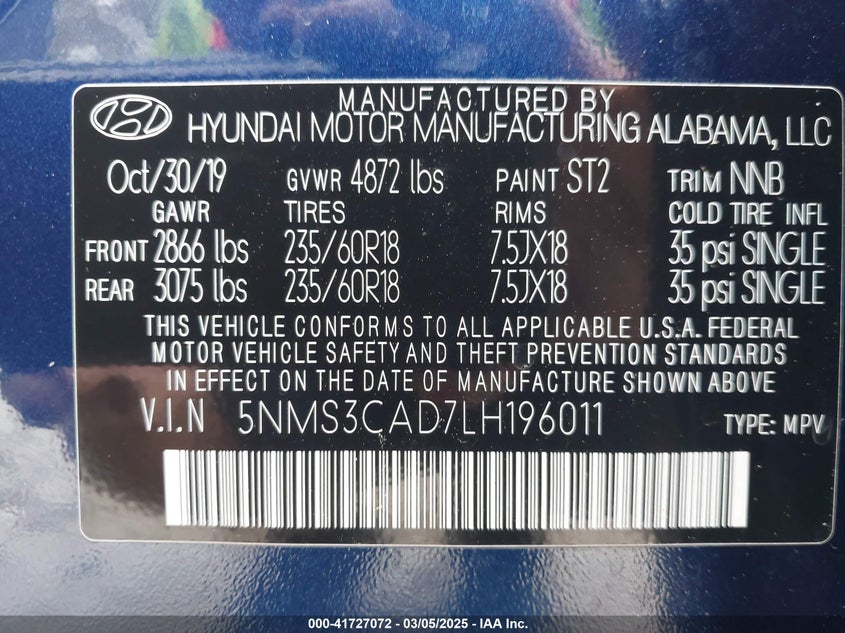 MANUFACTURED BY
HYUNDAI MOTOR MANUFACTURING ALABAMA, LLC
Oct/30/19 GVWR 4872 lbs PAINT ST2 TRIM NNB
GAWR TIRES RIMS COLD TIRE INFL
FRONT 2866 lbs 235/60R18 7.5JX18 35 psi SINGLE
REAR 3075 lbs 235/60R18 7.5JX18 35 psi SINGLE
THIS VEHICLE CONFORMS TO ALL APPLICABLE U.S.A. FEDERAL
MOTOR VEHICLE SAFETY AND THEFT PREVENTION STANDARDS
IN EFFECT ON THE DATE OF MANUFACTURE SHOWN ABOVE
V.I.N 5NMS3CAD7LH196011 TYPE: MPV
000-41727072 - 03/05/2025 - IAA Inc.